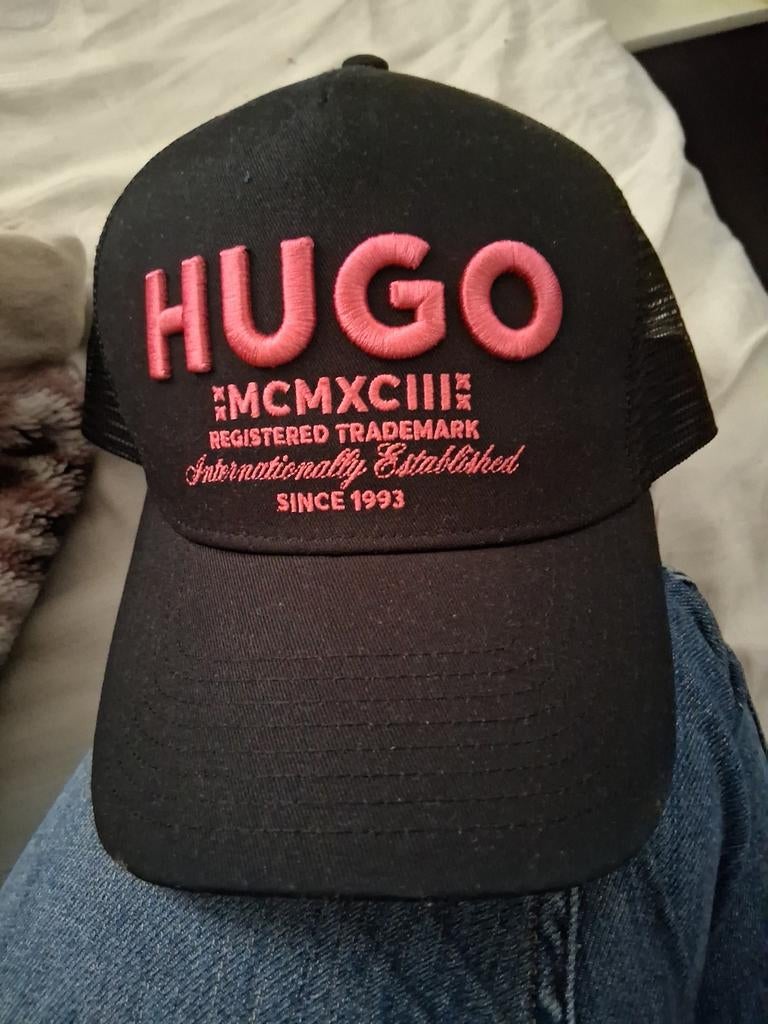 HUGO
MCMXCIII
REGISTERED TRADEMARK
Internationally Established
SINCE 1993